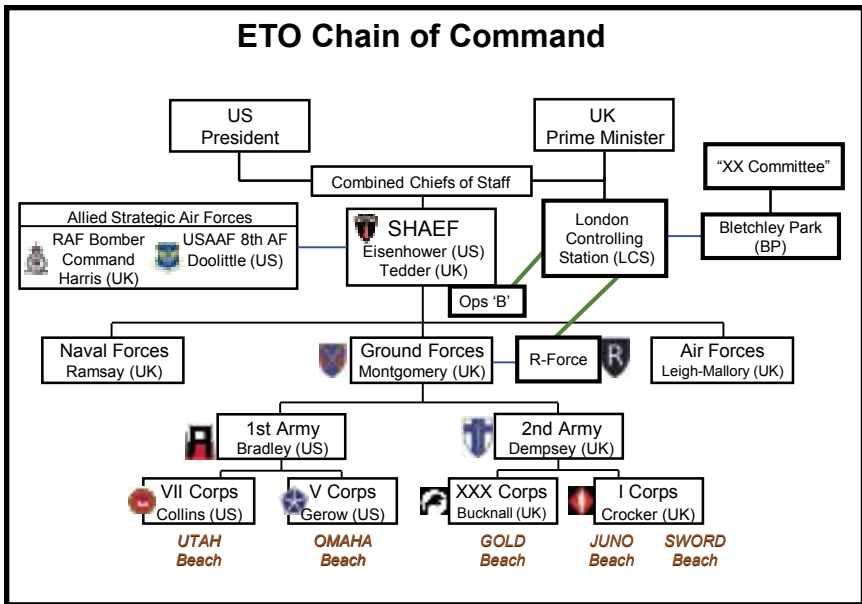 ETO Chain of Command
US
President
UK
Prime Minister
Combined Chiefs of Staff
“XX Committee”
Allied Strategic Air Forces
RAF Bomber
Command
Harris (UK)
USAAF 8th AF
Doolittle (US)
SHAEF
Eisenhower (US)
Tedder (UK)
London
Controlling
Station (LCS)
Bletchley Park
(BP)
Ops ‘B’
Naval Forces
Ramsay (UK)
Ground Forces
Montgomery (UK)
R-Force
R
Air Forces
Leigh-Mallory (UK)
1st Army
Bradley (US)
2nd Army
Dempsey (UK)
VII Corps
Collins (US)
V Corps
Gerow (US)
XXX Corps
Bucknall (UK)
I Corps
Crocker (UK)
UTAH
Beach
OMAHA
Beach
GOLD
Beach
JUNO
Beach
SWORD
Beach